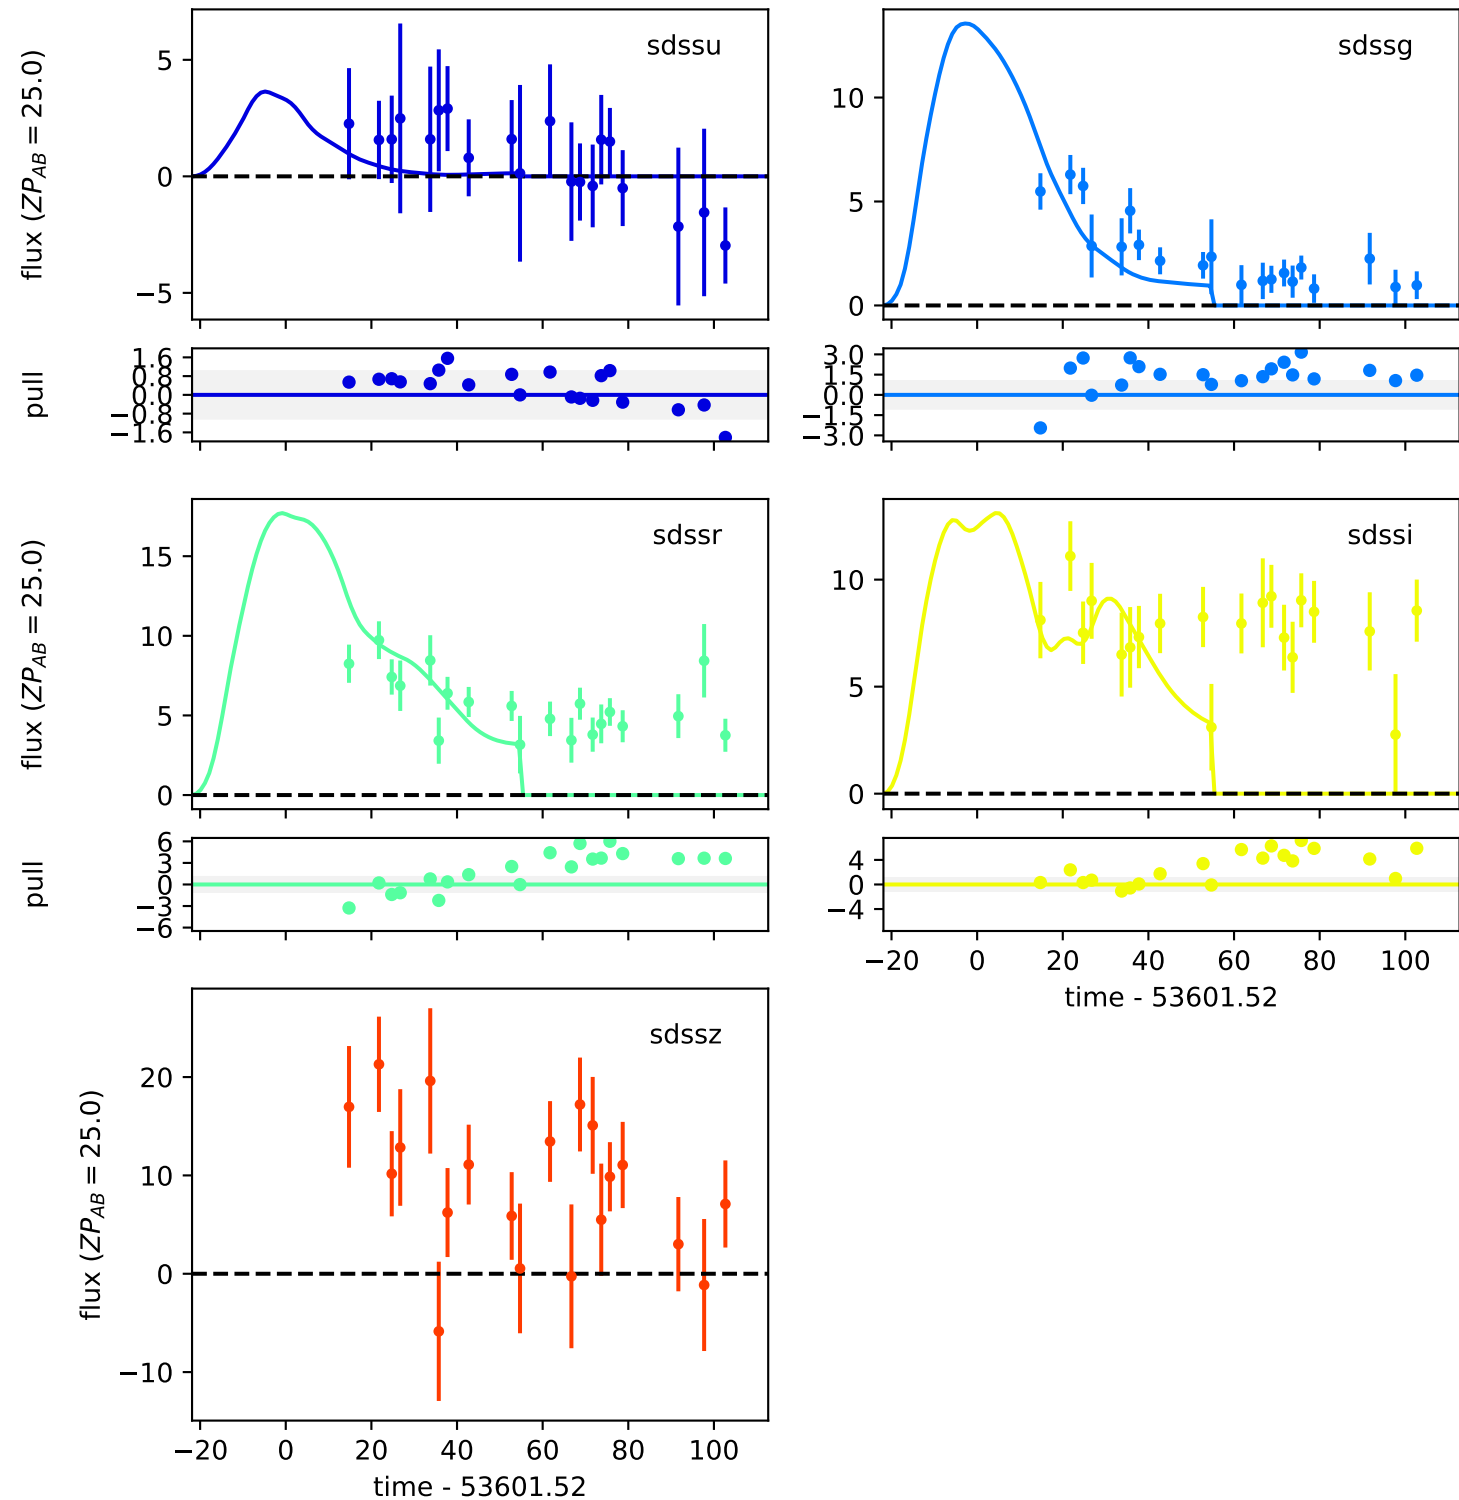 sdssu
flux (ZP_AB = 25.0)
5
0
−5
sdssg
10
5
0
pull
1.6
0.8
0.0
−0.8
−1.6
3.0
1.5
0.0
−1.5
−3.0
sdssr
flux (ZP_AB = 25.0)
15
10
5
0
sdssi
10
5
0
pull
6
3
0
−3
−6
4
0
−4
−20 0 20 40 60 80 100
time - 53601.52
sdssz
flux (ZP_AB = 25.0)
20
10
0
−10
−20 0 20 40 60 80 100
time - 53601.52